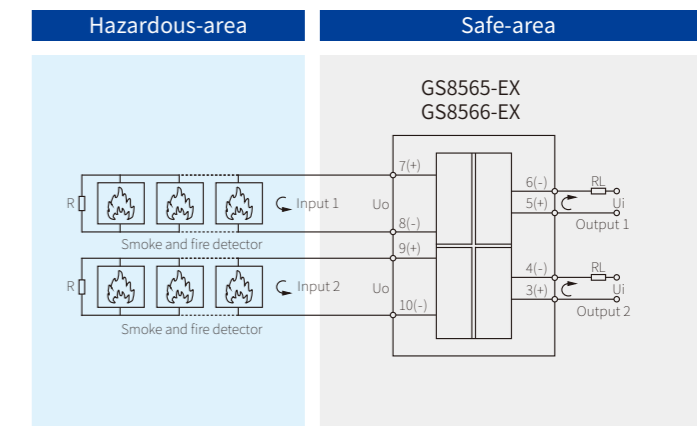 Hazardous-area
Safe-area
GS8565-EX
GS8566-EX
7(+)
6(-)
RL
R
Input 1
Uo
5(+)
Ui
Output 1
8(-)
Smoke and fire detector
9(+)
4(-)
RL
R
Input 2
Uo
3(+)
Ui
10(-)
Output 2
Smoke and fire detector